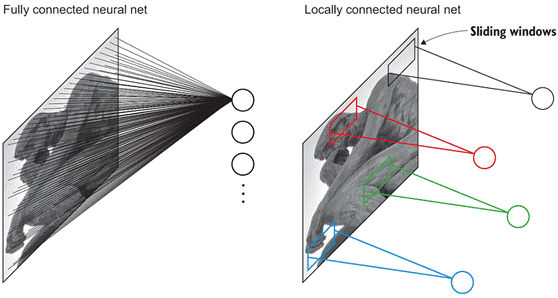 Fully connected neural net
Locally connected neural net
Sliding windows